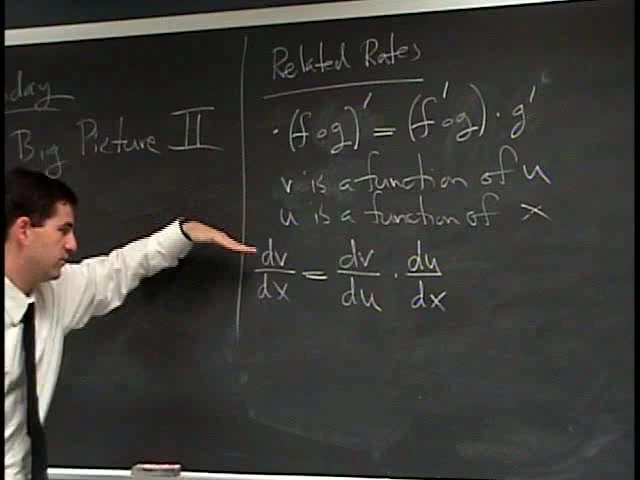 Big Picture II
Related Rates
· (f∘g)' = (f'∘g) · g'
v is a function of u
u is a function of x
dv/dx = dv/du · du/dx